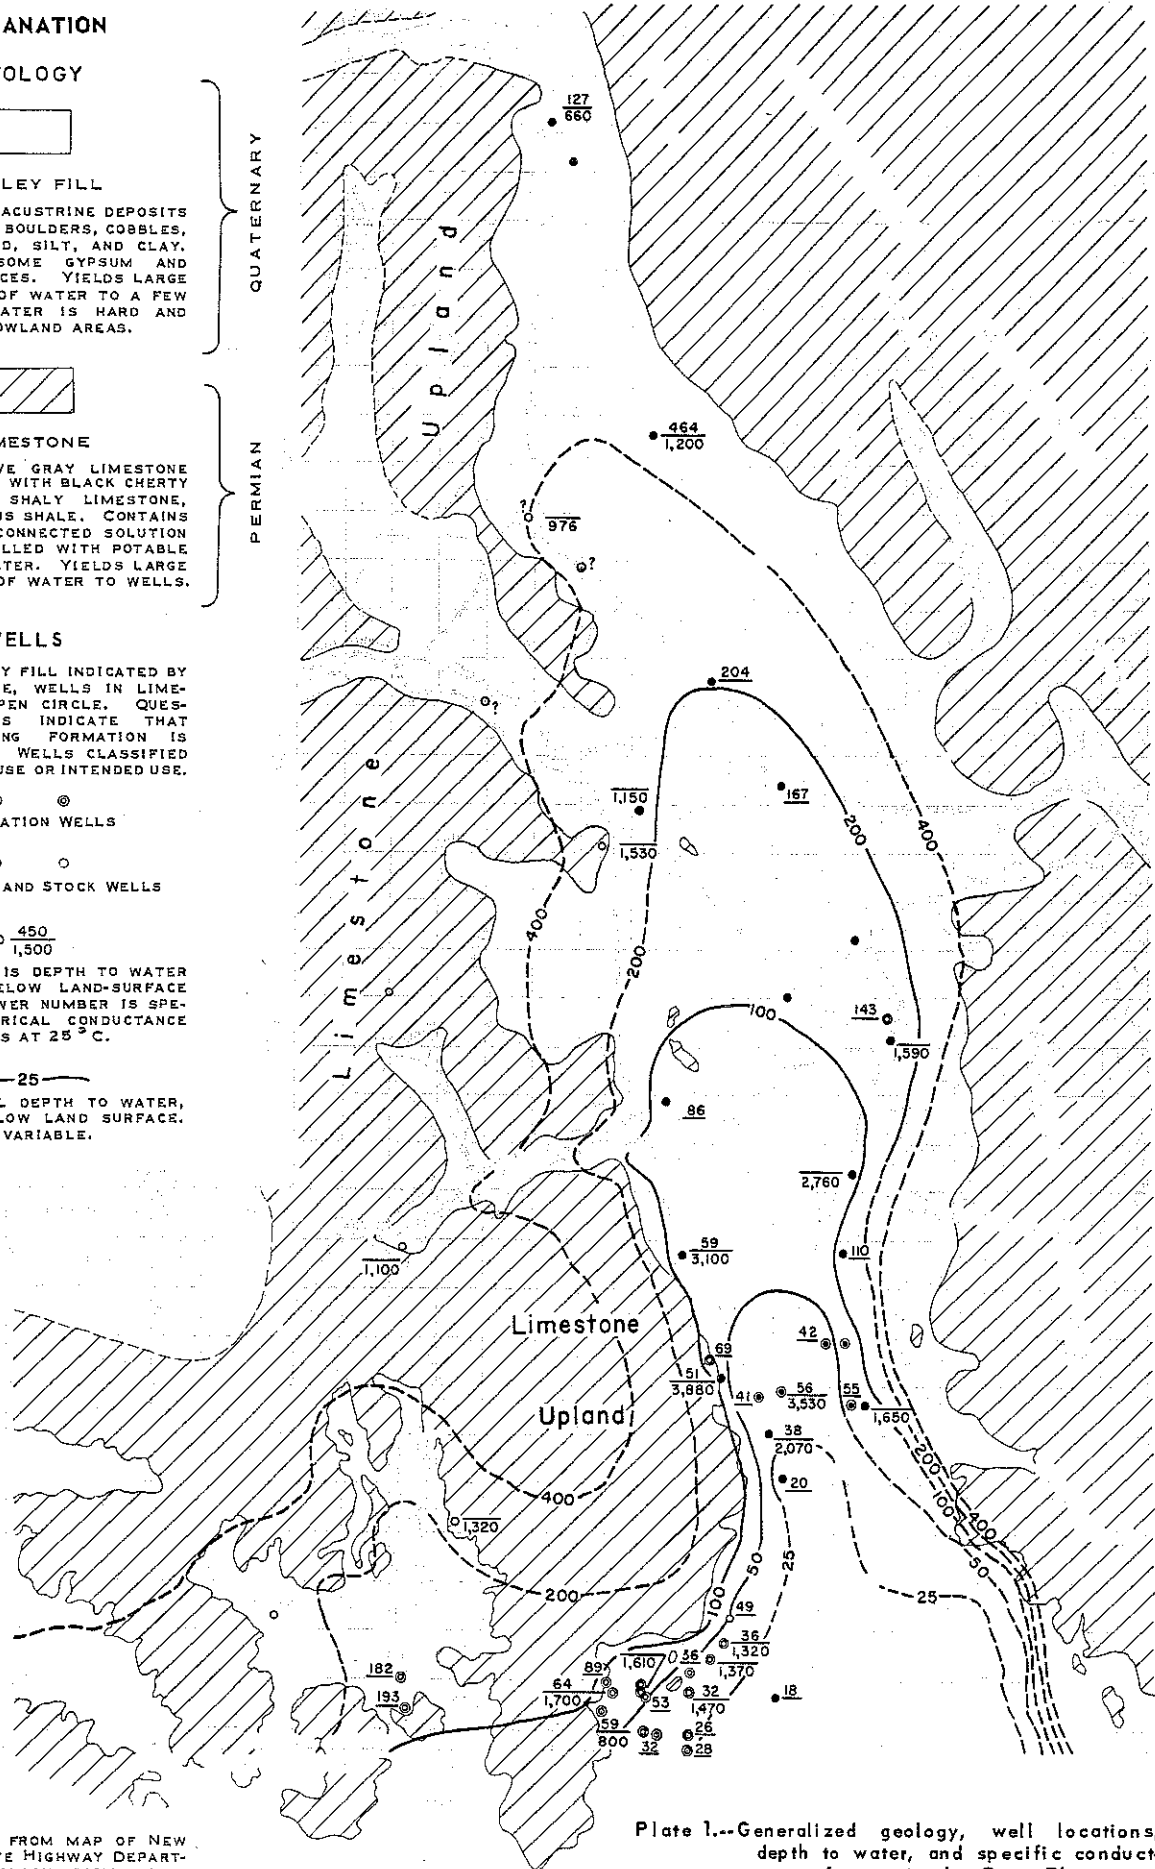 ANATION
OLOGY
LEY FILL
ACUSTRINE DEPOSITS
BOULDERS, COBBLES,
D, SILT, AND CLAY.
SOME GYPSUM AND
CES. YIELDS LARGE
OF WATER TO A FEW
ATER IS HARD AND
OWLAND AREAS.
QUATERNARY
MESTONE
VE GRAY LIMESTONE
WITH BLACK CHERTY
SHALY LIMESTONE,
US SHALE. CONTAINS
CONNECTED SOLUTION
LLED WITH POTABLE
TER. YIELDS LARGE
OF WATER TO WELLS.
PERMIAN
ELLS
Y FILL INDICATED BY
E, WELLS IN LIME-
PEN CIRCLE. QUES-
S INDICATE THAT
NG FORMATION IS
WELLS CLASSIFIED
USE OR INTENDED USE.
ATION WELLS
AND STOCK WELLS
450
1,500
IS DEPTH TO WATER
ELOW LAND-SURFACE
WER NUMBER IS SPE-
RICAL CONDUCTANCE
S AT 25°C.
25
L DEPTH TO WATER,
LOW LAND SURFACE.
VARIABLE.
127
660
Upland
464
1,200
?
976
?
204
?
Limestone
1,150
167
1,530
200
400
400
200
100
143
1,590
86
2,760
1,100
59
3,100
110
Limestone
42
69
51
3,880
41
56
3,530
55
1,650
Upland
38
2,070
20
200
400
100
400
1,320
50
25
50
200
25
100
49
36
1,320
1,610
36
1,370
182
89
64
1,700
32
1,470
18
193
53
59
800
32
26
28
FROM MAP OF NEW
TE HIGHWAY DEPART-
Plate 1.--Generalized geology, well locations,
depth to water, and specific conduct